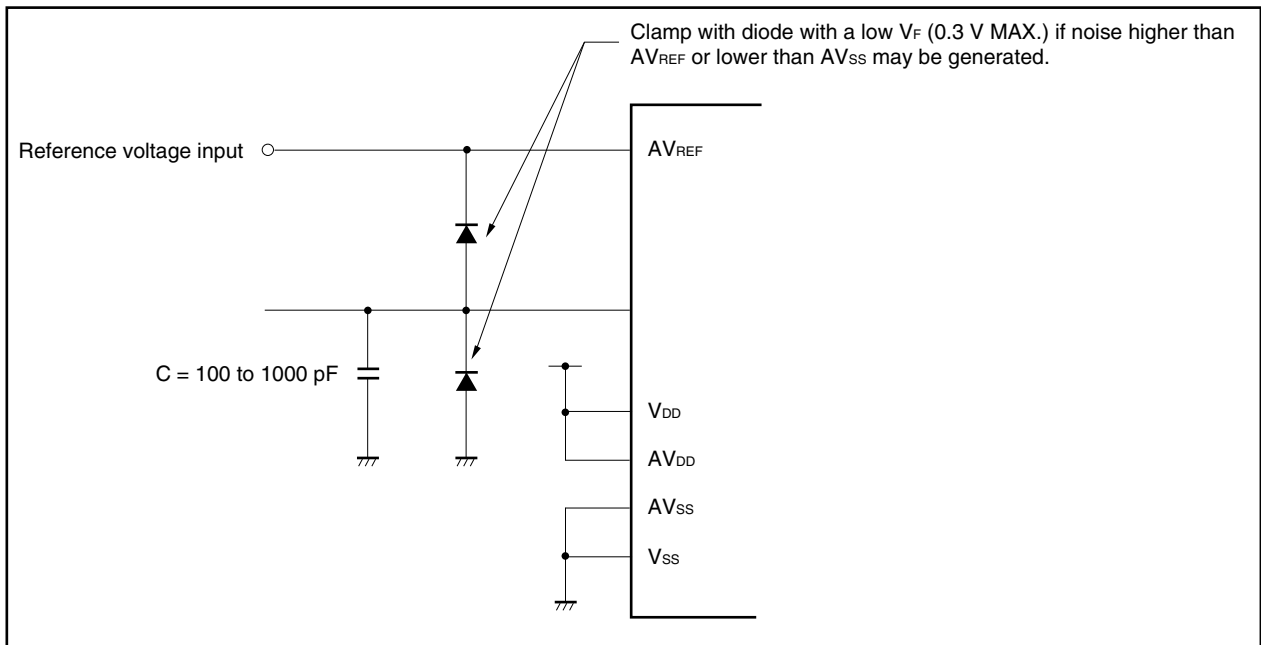 Clamp with diode with a low VF (0.3 V MAX.) if noise higher than
AVREF or lower than AVSS may be generated.
Reference voltage input
AVREF
C = 100 to 1000 pF
VDD
AVDD
AVSS
VSS